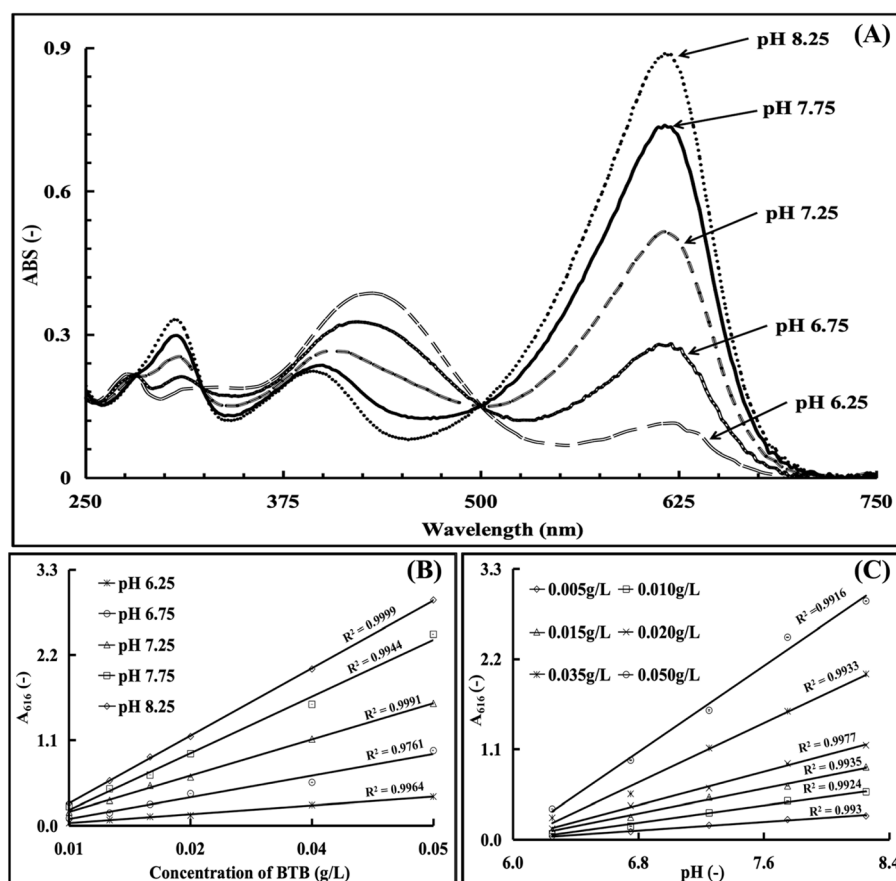 (A)
0.9
0.6
0.3
0
ABS (-)
pH 8.25
pH 7.75
pH 7.25
pH 6.75
pH 6.25
250
375
500
625
750
Wavelength (nm)
(B)
3.3
2.2
1.1
0.0
A616 (-)
pH 6.25
pH 6.75
pH 7.25
pH 7.75
pH 8.25
R² = 0.9999
R² = 0.9944
R² = 0.9991
R² = 0.9761
R² = 0.9964
0.01
0.02
0.04
0.05
Concentration of BTB (g/L)
(C)
3.3
2.2
1.1
0.0
A616 (-)
0.005g/L
0.010g/L
0.015g/L
0.020g/L
0.035g/L
0.050g/L
R² = 0.9916
R² = 0.9933
R² = 0.9977
R² = 0.9935
R² = 0.9924
R² = 0.993
6.0
6.8
7.6
8.4
pH (-)